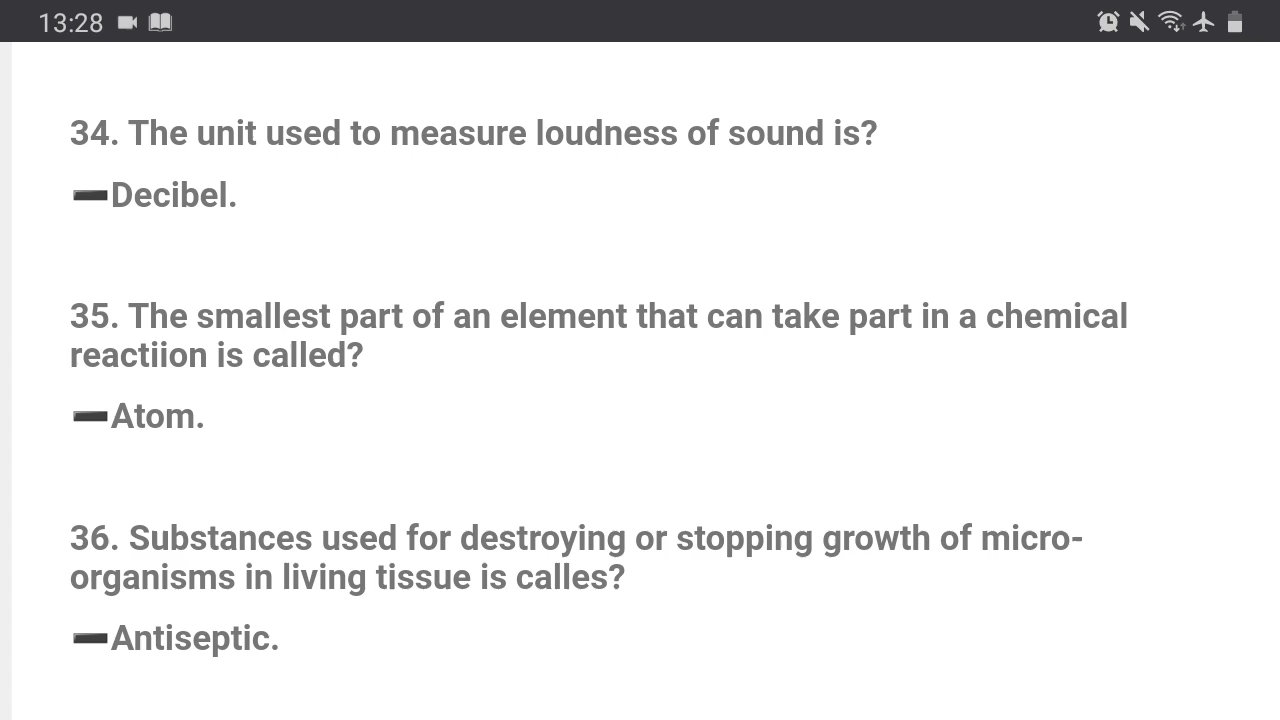 13:28
34. The unit used to measure loudness of sound is?
➖Decibel.
35. The smallest part of an element that can take part in a chemical
reactiion is called?
➖Atom.
36. Substances used for destroying or stopping growth of micro-
organisms in living tissue is calles?
➖Antiseptic.